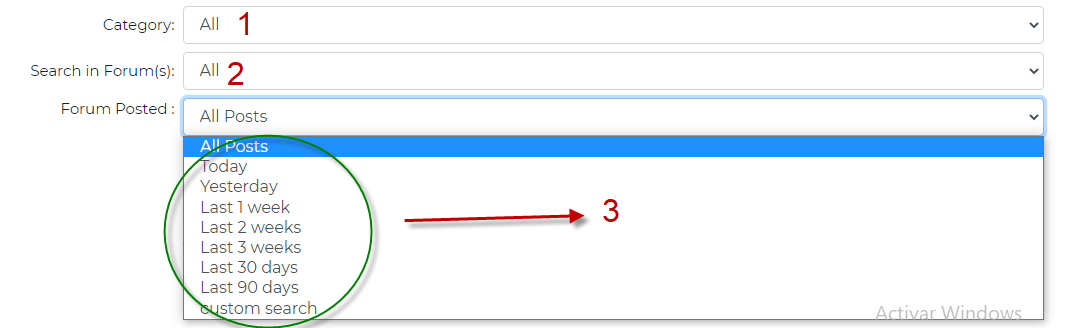 Category: All 1
Search in Forum(s): All 2
Forum Posted : All Posts
All Posts
Today
Yesterday
Last 1 week
Last 2 weeks
3
Last 3 weeks
Last 30 days
Last 90 days
custom search
Activar Windows